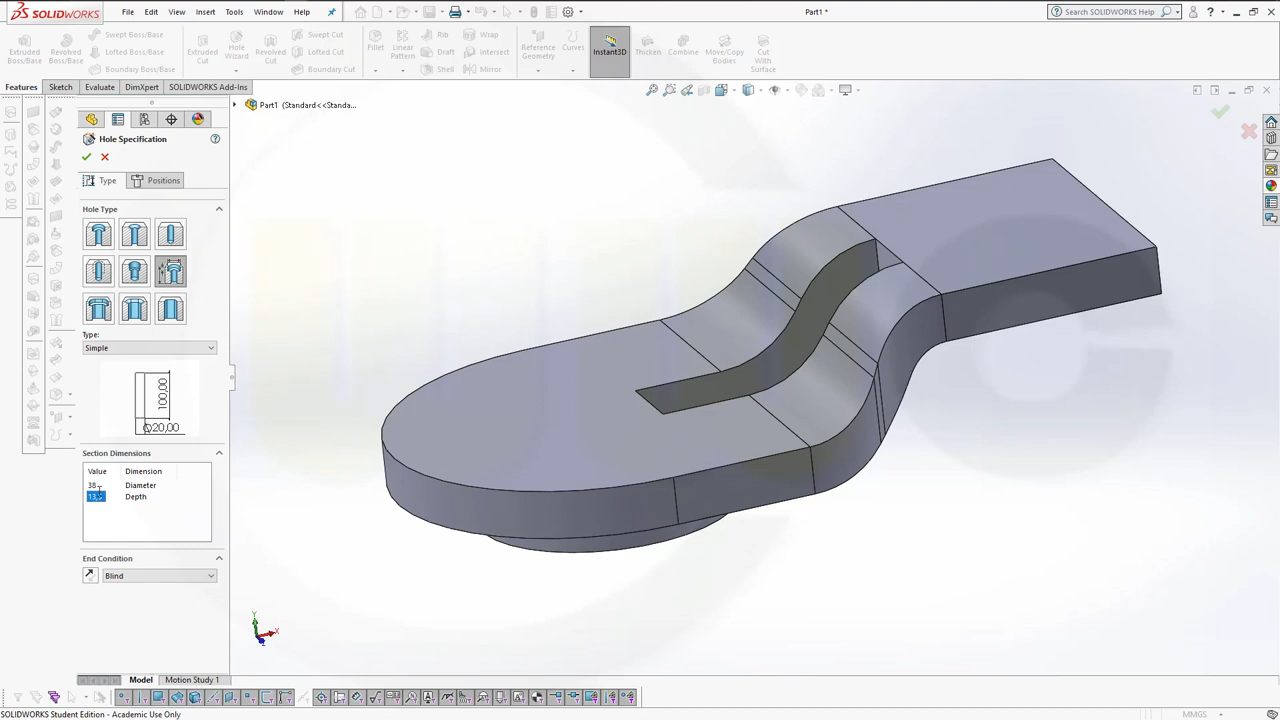 SOLIDWORKS
File Edit View Insert Tools Window Help
Part1 *
Search SOLIDWORKS Help
Extruded Boss/Base
Revolved Boss/Base
Swept Boss/Base
Lofted Boss/Base
Boundary Boss/Base
Extruded Cut
Hole Wizard
Revolved Cut
Swept Cut
Lofted Cut
Boundary Cut
Fillet
Linear Pattern
Rib
Draft
Shell
Wrap
Intersect
Mirror
Reference Geometry
Curves
Instant3D
Thicken
Combine
Move/Copy Bodies
Cut With Surface
Features Sketch Evaluate DimXpert SOLIDWORKS Add-Ins
Part1 (Standard<<Standa...
Hole Specification
Type Positions
Hole Type
Type:
Simple
100,00
20,00
Section Dimensions
Value Dimension
38 Diameter
Depth
End Condition
Blind
Y
X
Z
Model Motion Study 1
SOLIDWORKS Student Edition - Academic Use Only
MMGS